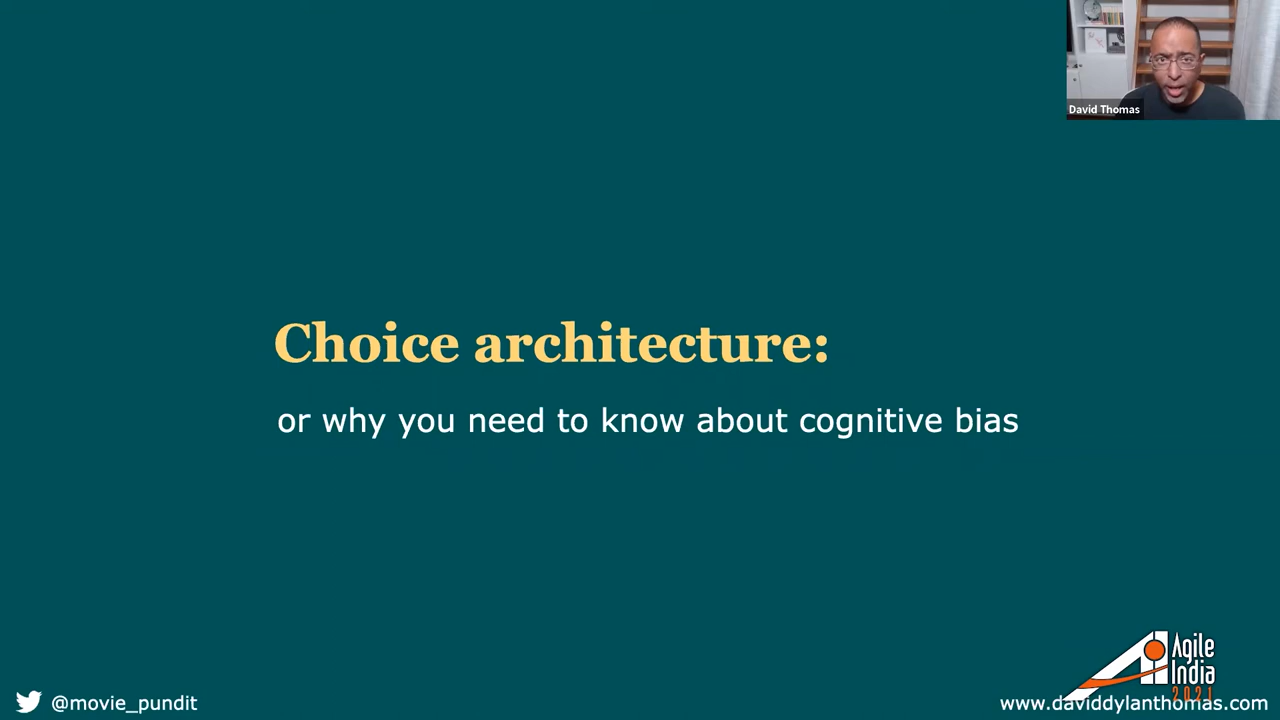 David Thomas
Choice architecture:
or why you need to know about cognitive bias
Agile
India
2021
@movie_pundit
www.daviddylanthomas.com